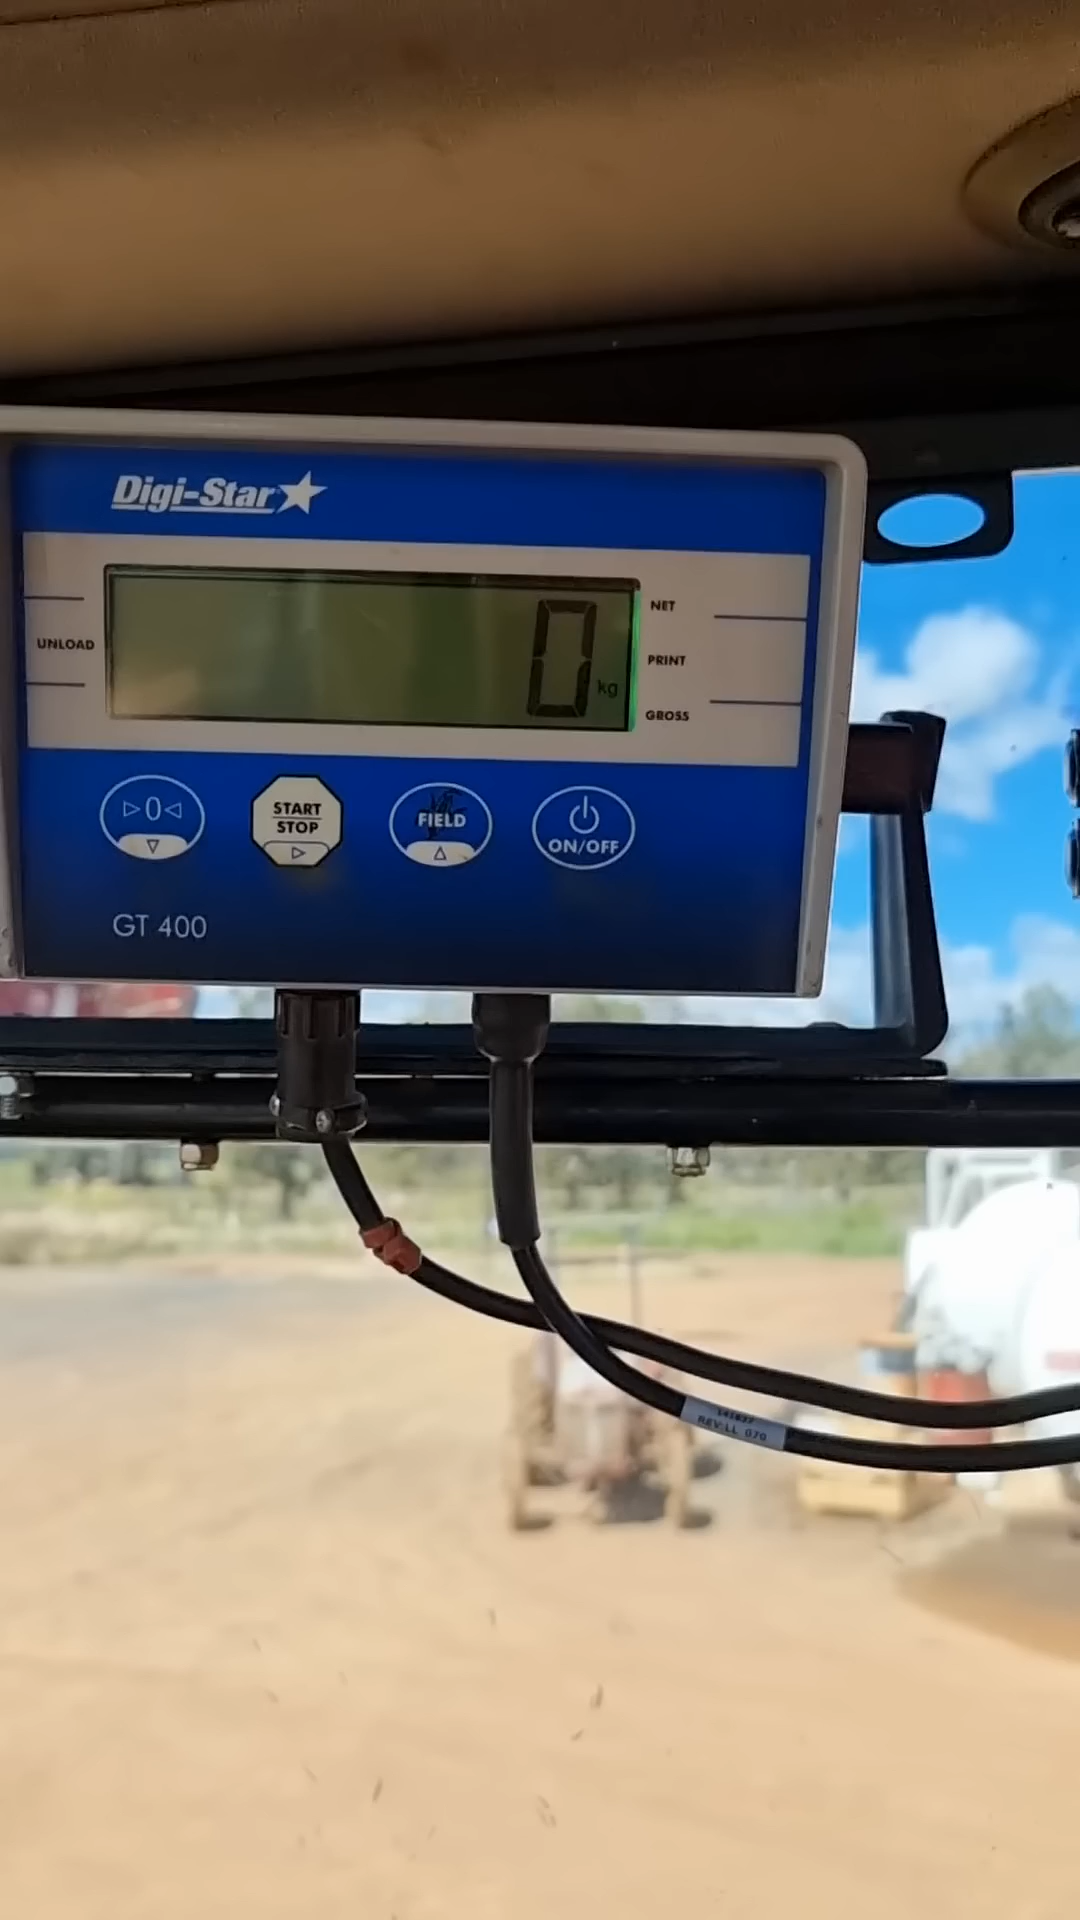 Digi-Star
NET
UNLOAD
PRINT
0 kg
GROSS
▷0◁
START
STOP
FIELD
ON/OFF
GT 400
REV:LL 070